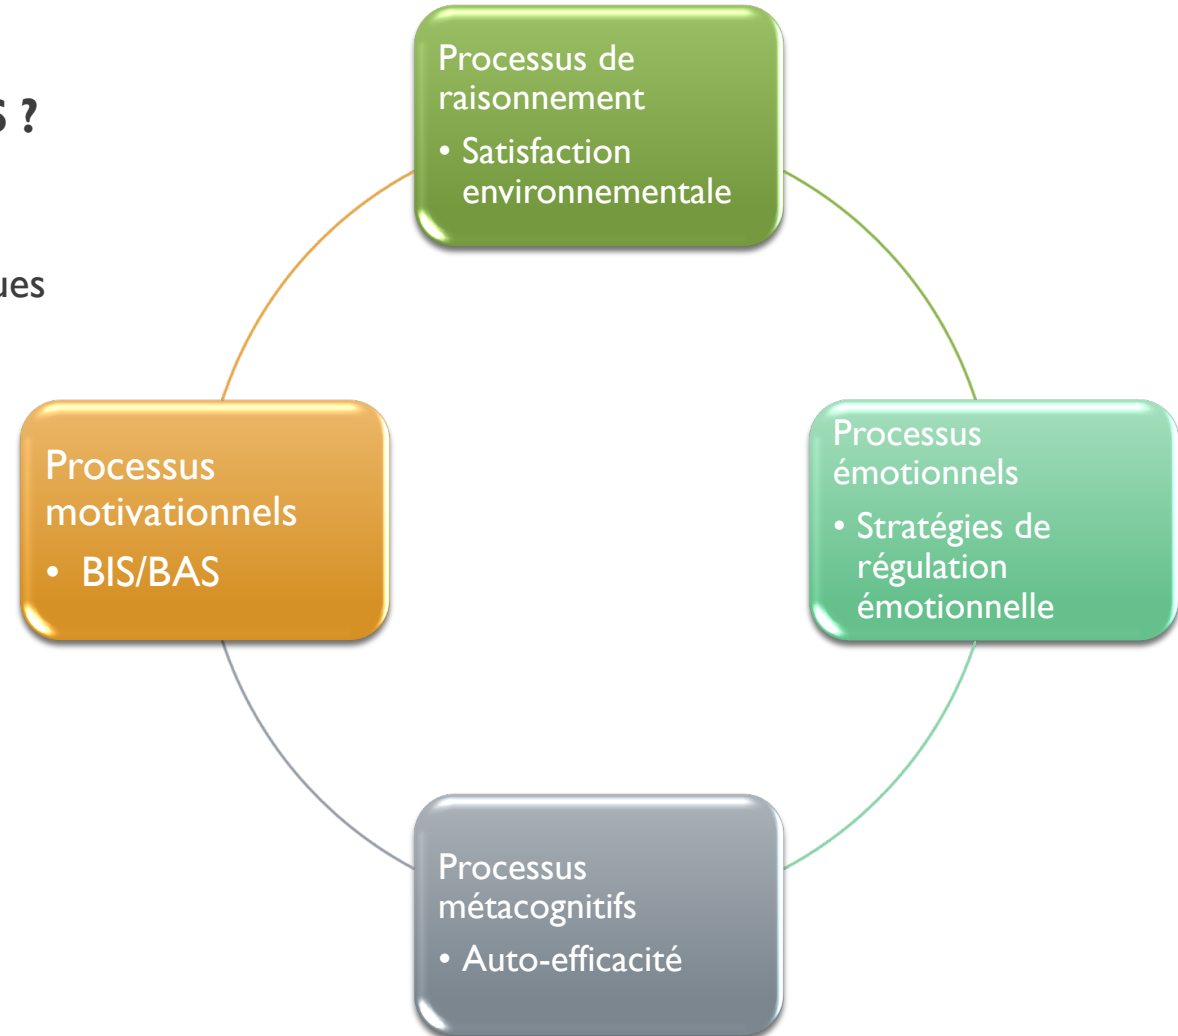 S ?
ues
Processus de
raisonnement
• Satisfaction
environnementale
Processus
motivationnels
• BIS/BAS
Processus
émotionnels
• Stratégies de
régulation
émotionnelle
Processus
métacognitifs
• Auto-efficacité